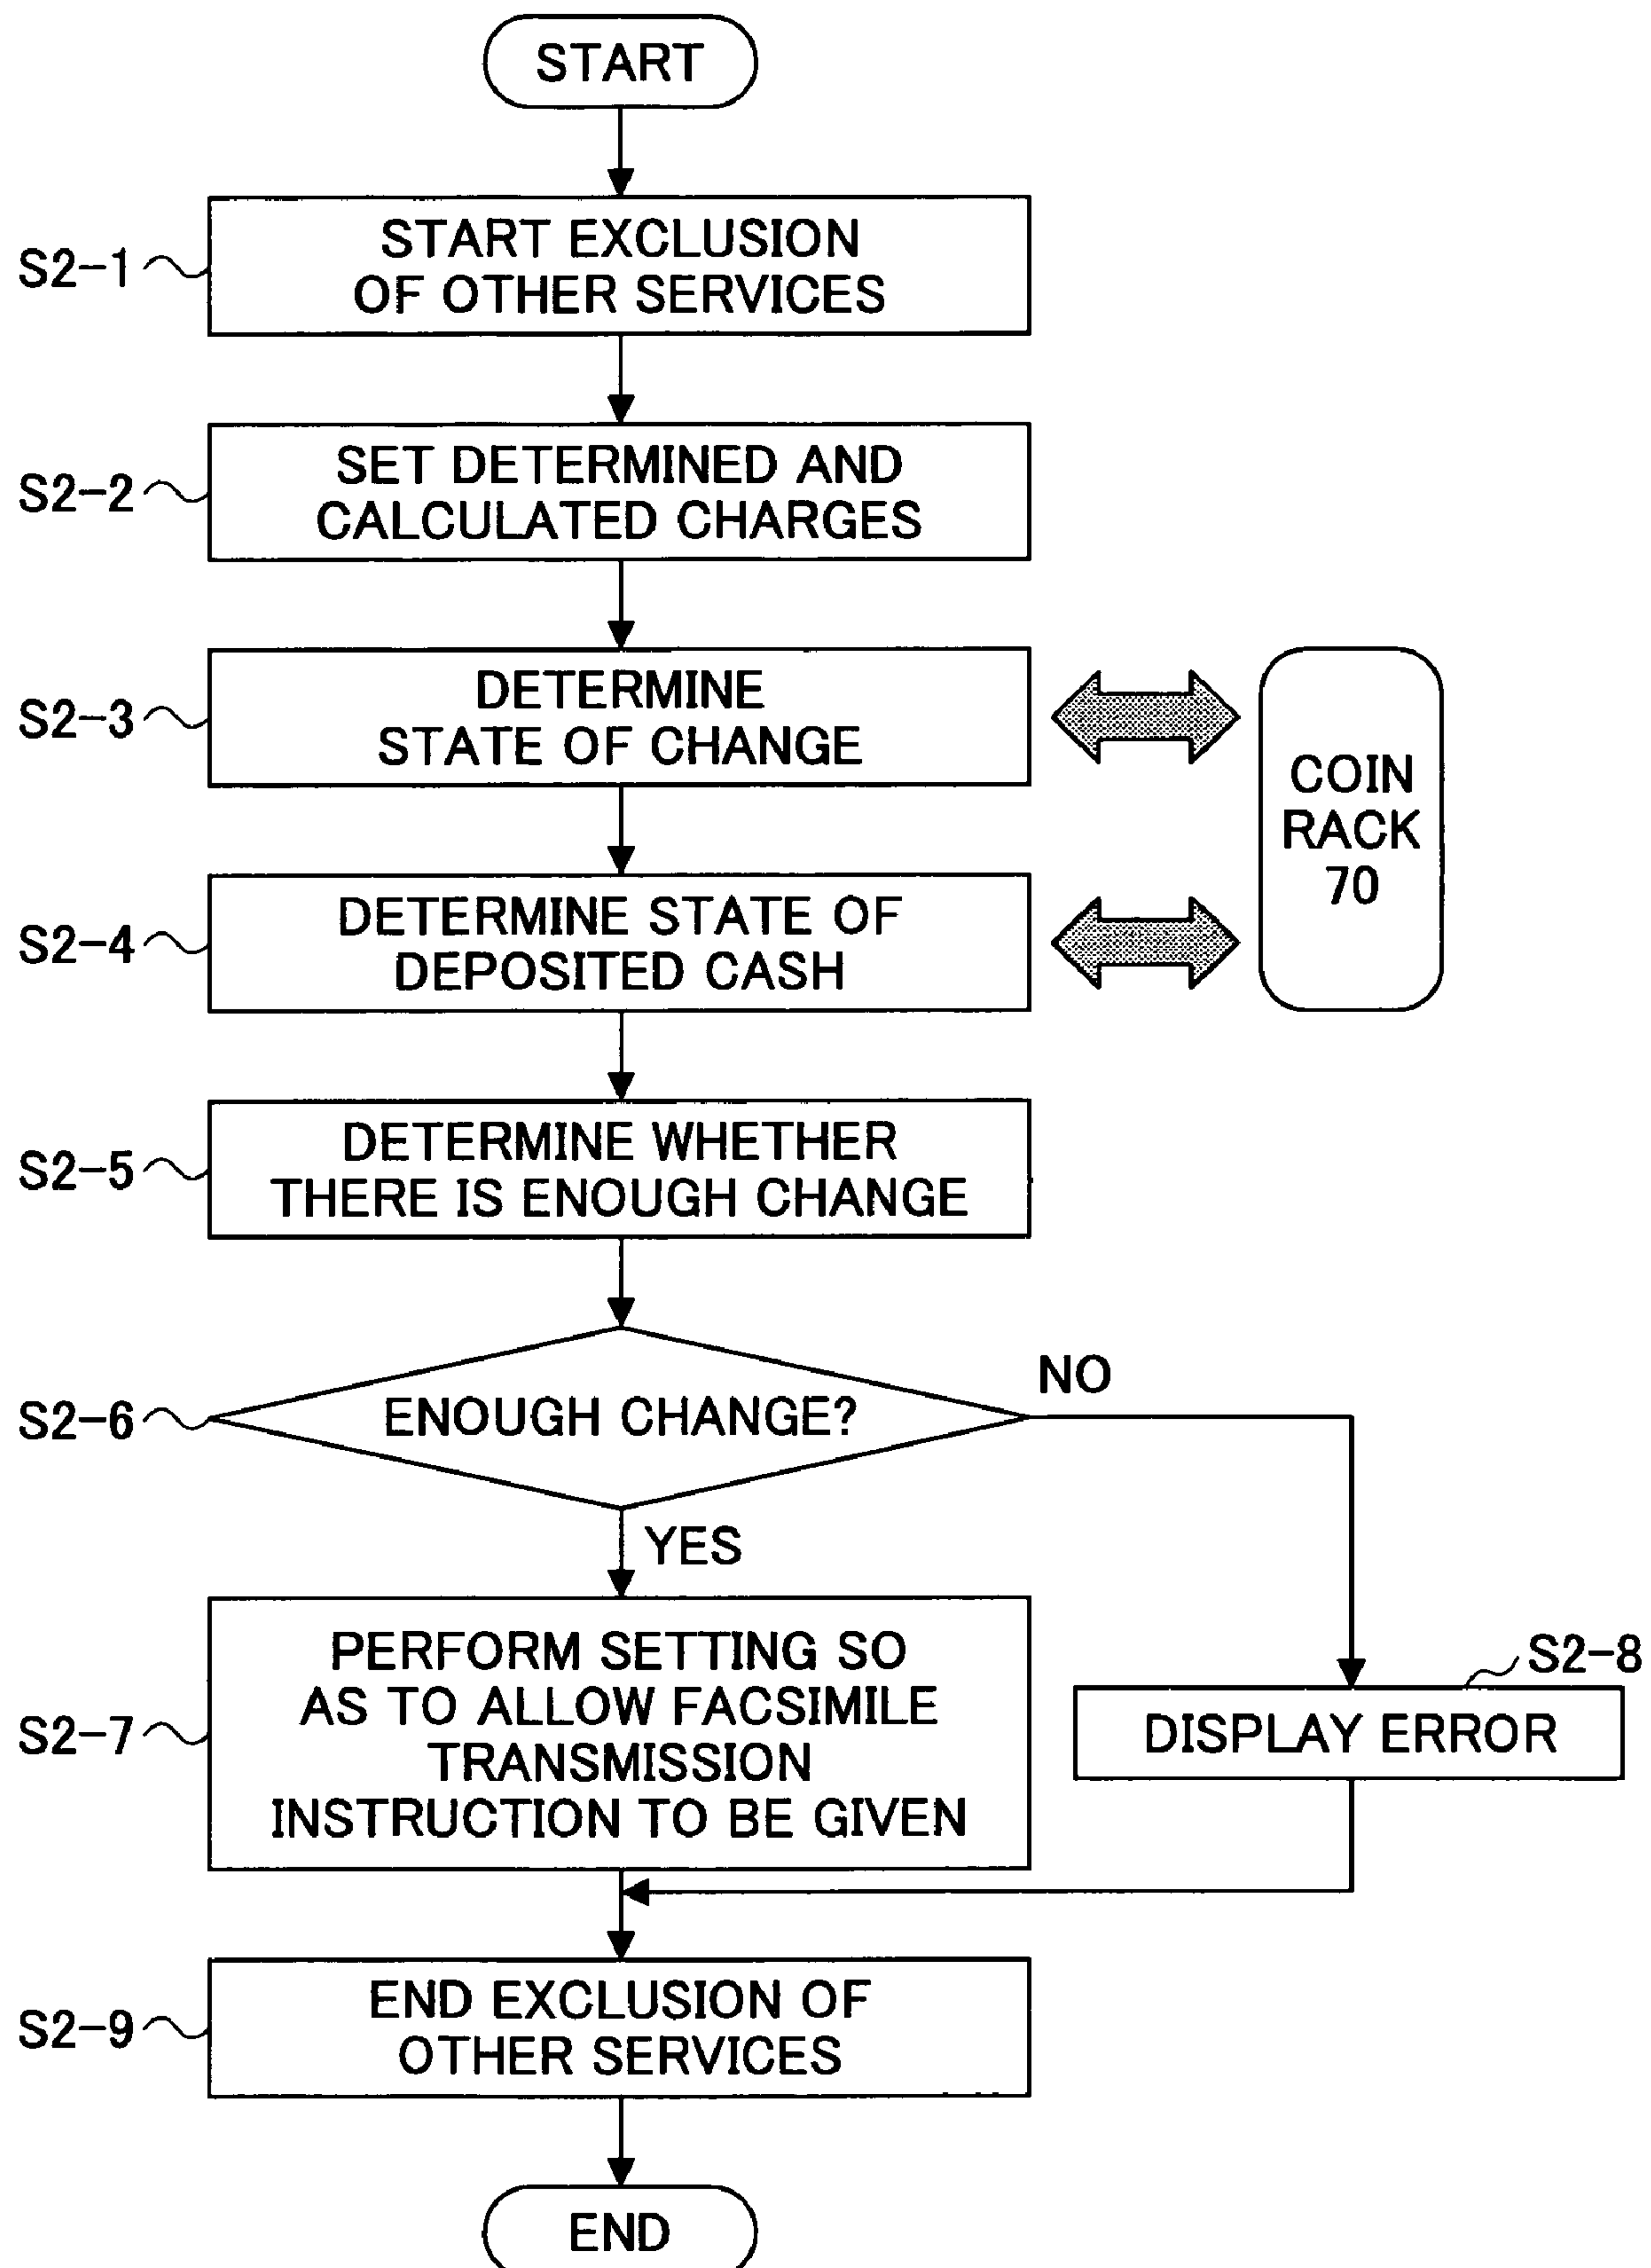 START
S2-1
START EXCLUSION
OF OTHER SERVICES
S2-2
SET DETERMINED AND
CALCULATED CHARGES
S2-3
DETERMINE
STATE OF CHANGE
COIN
RACK
70
S2-4
DETERMINE STATE OF
DEPOSITED CASH
S2-5
DETERMINE WHETHER
THERE IS ENOUGH CHANGE
S2-6
ENOUGH CHANGE?
NO
YES
S2-7
PERFORM SETTING SO
AS TO ALLOW FACSIMILE
TRANSMISSION
INSTRUCTION TO BE GIVEN
S2-8
DISPLAY ERROR
S2-9
END EXCLUSION OF
OTHER SERVICES
END